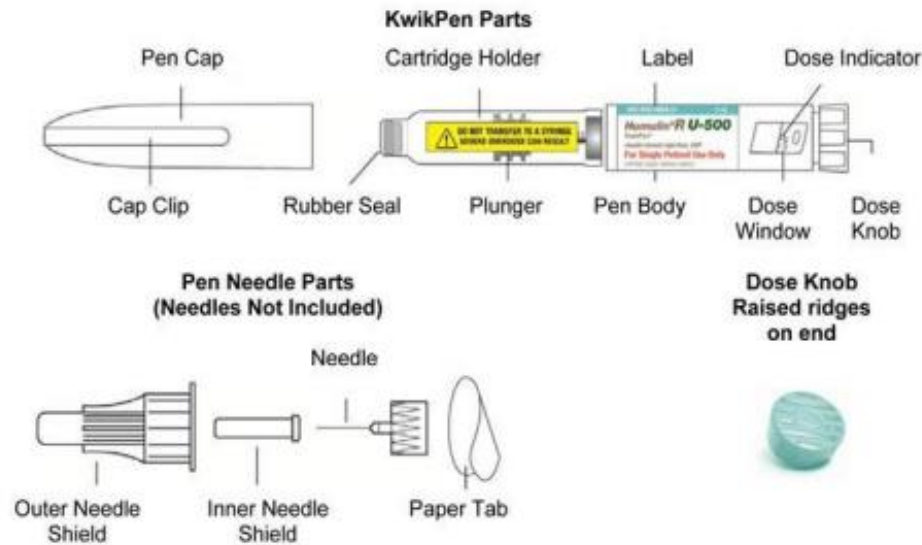 KwikPen Parts
Pen Cap
Cartridge Holder
Label
Dose Indicator
DO NOT TRANSFER TO A SYRINGE
SEVERE OVERDOSE CAN RESULT
Humulin® R U-500
KwikPen®
For Single Patient Use Only
Cap Clip
Rubber Seal
Plunger
Pen Body
Dose
Window
Dose
Knob
Pen Needle Parts
(Needles Not Included)
Dose Knob
Raised ridges
on end
Needle
Outer Needle
Shield
Inner Needle
Shield
Paper Tab